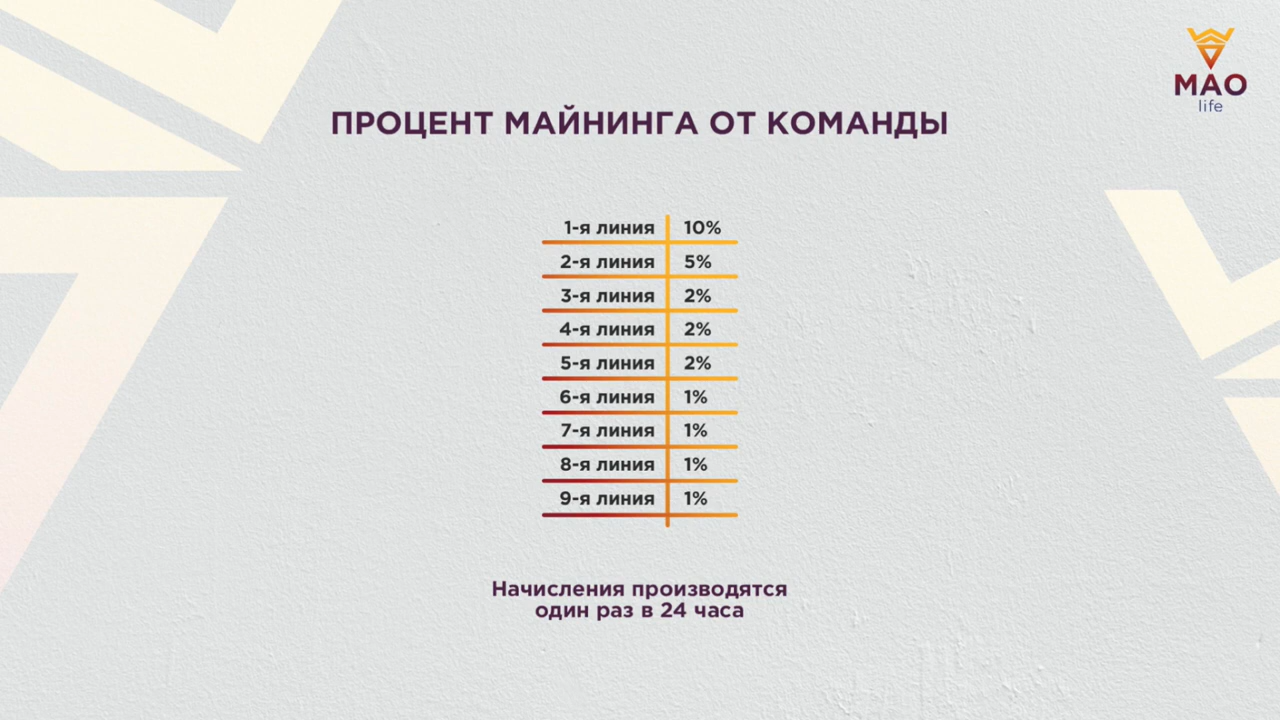 MAO
life
ПРОЦЕНТ МАЙНИНГА ОТ КОМАНДЫ
1-я линия 10%
2-я линия 5%
3-я линия 2%
4-я линия 2%
5-я линия 2%
6-я линия 1%
7-я линия 1%
8-я линия 1%
9-я линия 1%
Начисления производятся
один раз в 24 часа